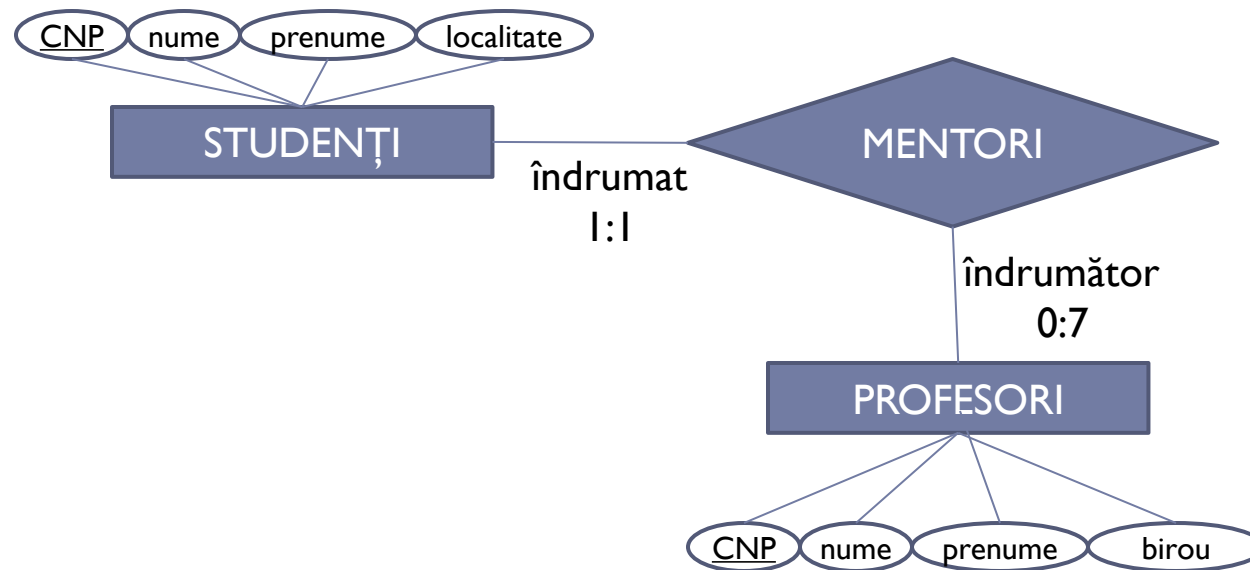 CNP nume prenume localitate
STUDENȚI
MENTORI
îndrumat
1:1
îndrumător
0:7
PROFESORI
CNP nume prenume birou